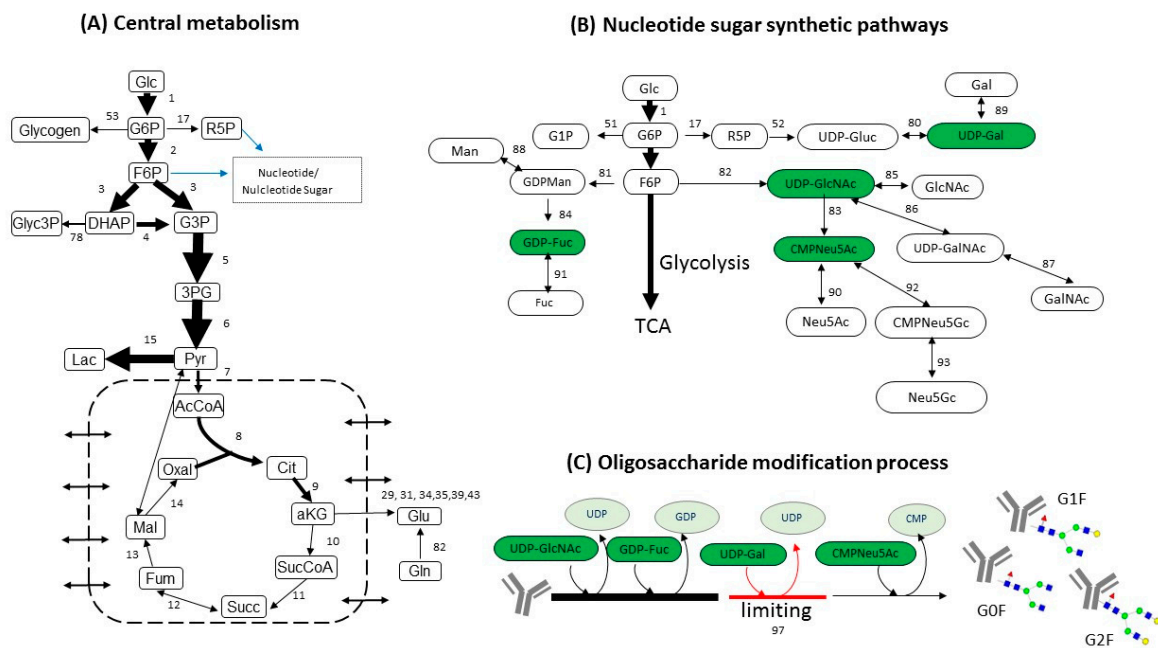 (A) Central metabolism
Glc
1
53
17
Glycogen
G6P
R5P
2
F6P
Nucleotide/
Nulcleotide Sugar
3
3
Glyc3P
DHAP
G3P
78
4
5
3PG
6
15
Lac
Pyr
7
AcCoA
8
Oxal
Cit
9
14
29, 31, 34,35,39,43
Mal
aKG
Glu
10
82
13
SucCoA
Gln
Fum
11
12
Succ
(B) Nucleotide sugar synthetic pathways
Glc
Gal
1
89
51
17
52
80
G1P
G6P
R5P
UDP-Gluc
UDP-Gal
Man
88
81
82
85
GDPMan
F6P
UDP-GlcNAc
GlcNAc
84
83
86
GDP-Fuc
CMPNeu5Ac
UDP-GalNAc
Glycolysis
91
87
90
92
Fuc
GalNAc
TCA
Neu5Ac
CMPNeu5Gc
93
Neu5Gc
(C) Oligosaccharide modification process
UDP
GDP
UDP
CMP
UDP-GlcNAc
GDP-Fuc
UDP-Gal
CMPNeu5Ac
limiting
97
G1F
G0F
G2F